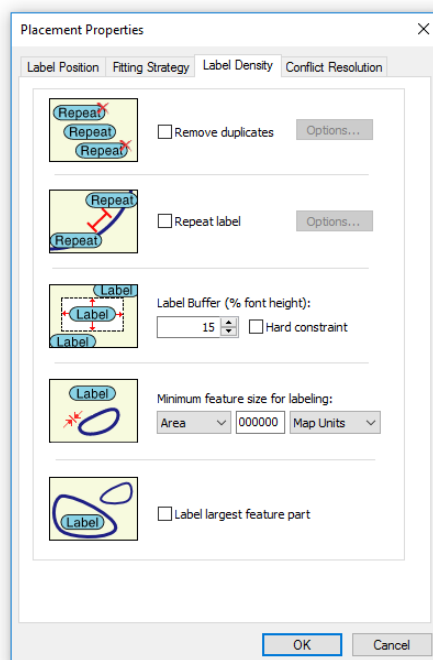 Placement Properties
Label Position Fitting Strategy Label Density Conflict Resolution
Repeat
Repeat
Repeat
Remove duplicates Options...
Repeat
Repeat
Repeat label Options...
Label
Label
Label
Label Buffer (% font height):
15 Hard constraint
Label
Minimum feature size for labeling:
Area 000000 Map Units
Label
Label largest feature part
OK Cancel